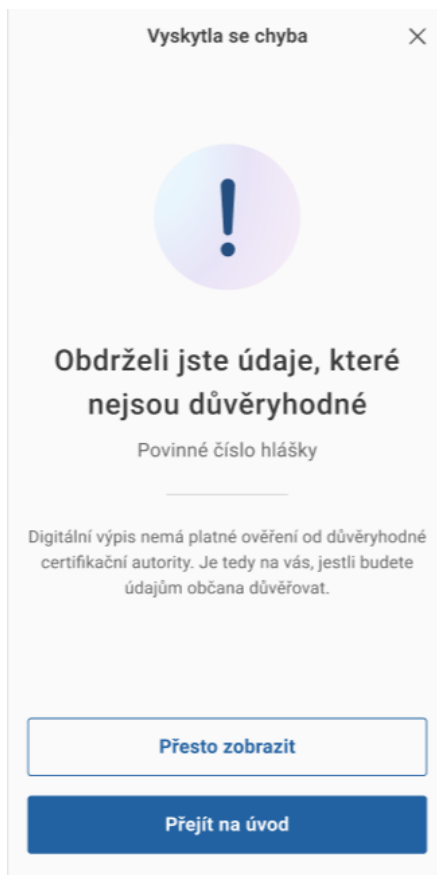 Vyskytla se chyba
Obdrželi jste údaje, které
nejsou důvěryhodné
Povinné číslo hlášky
Digitální výpis nemá platné ověření od důvěryhodné
certifikační autority. Je tedy na vás, jestli budete
údajům občana důvěřovat.
Přesto zobrazit
Přejít na úvod